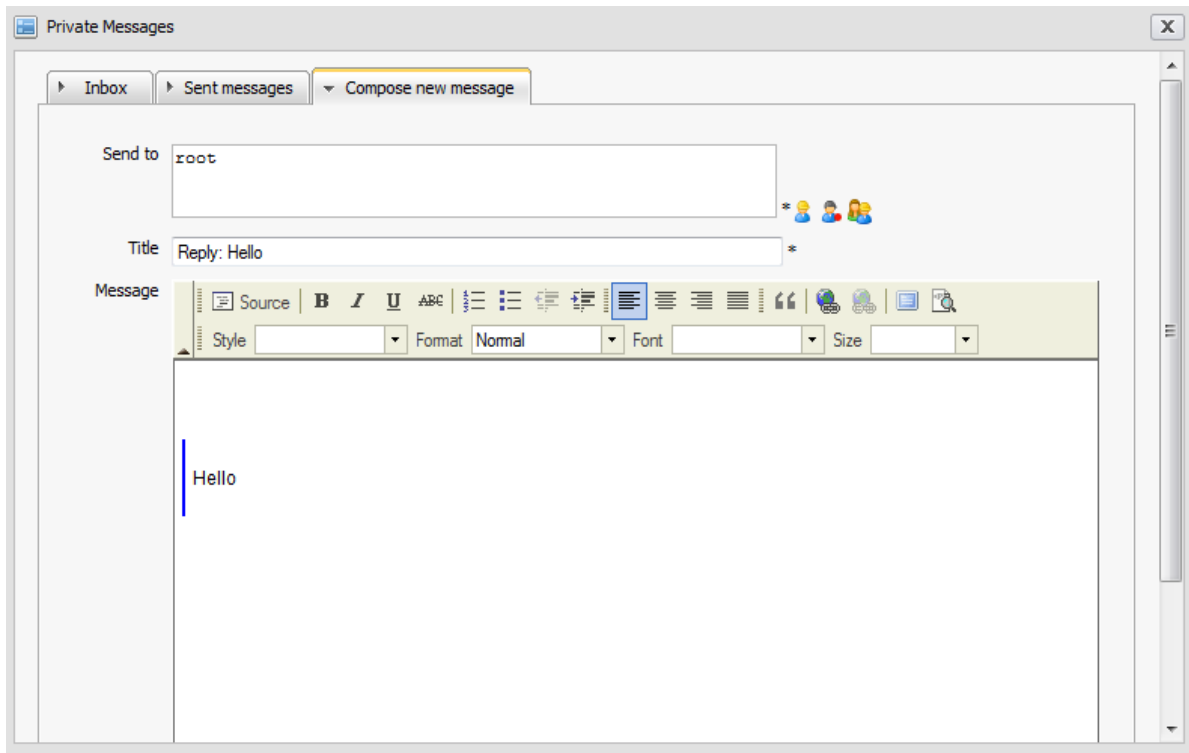 Private Messages
Inbox Sent messages Compose new message
Send to root
*
Title Reply: Hello *
Message Source B I U ABC
Style Format Normal Font Size
Hello